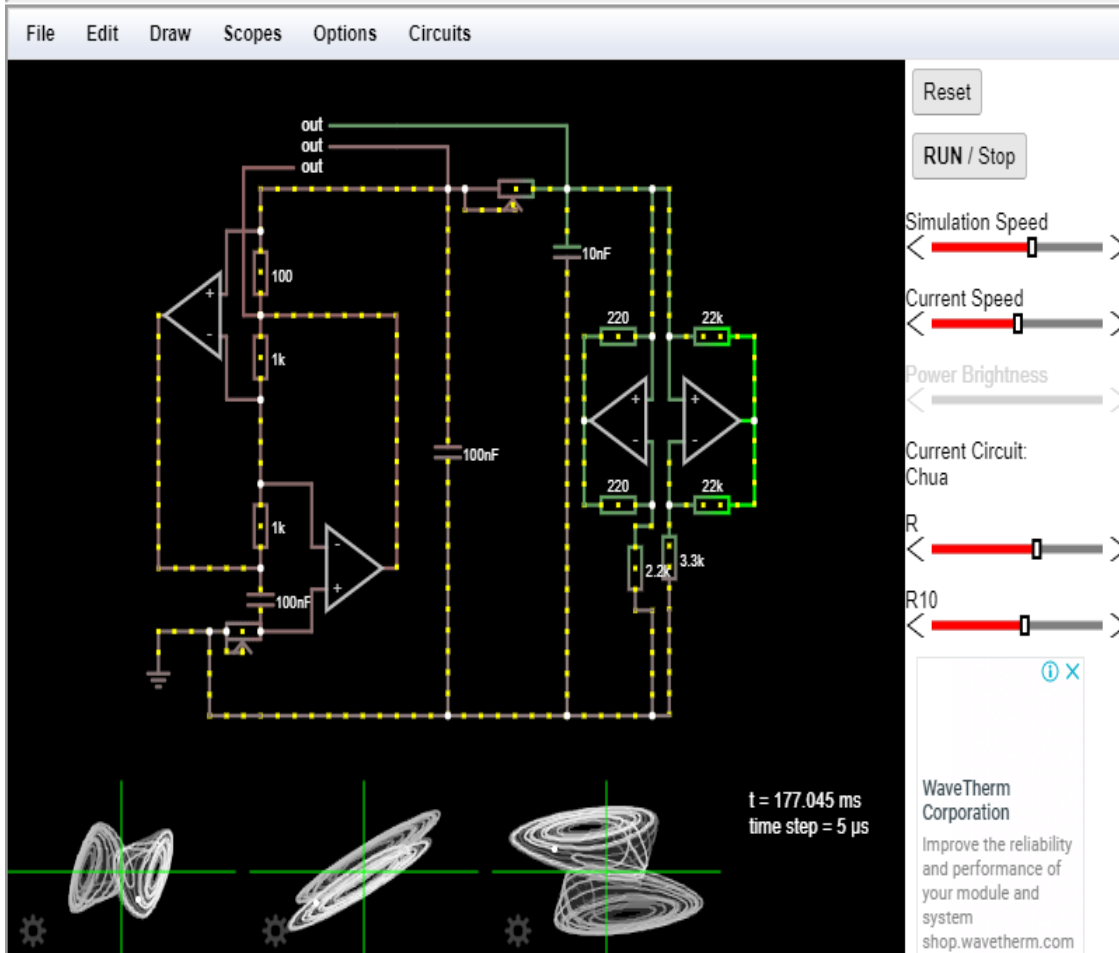 File Edit Draw Scopes Options Circuits
Reset
RUN / Stop
Simulation Speed
Current Speed
Power Brightness
Current Circuit:
Chua
R
R10
out
out
out
100
10nF
220
22k
+
-
1k
+
+
-
-
100nF
220
22k
1k
-
2.2k
3.3k
+
100nF
t = 177.045 ms
time step = 5 µs
WaveTherm
Corporation
Improve the reliability
and performance of
your module and
system
shop.wavetherm.com